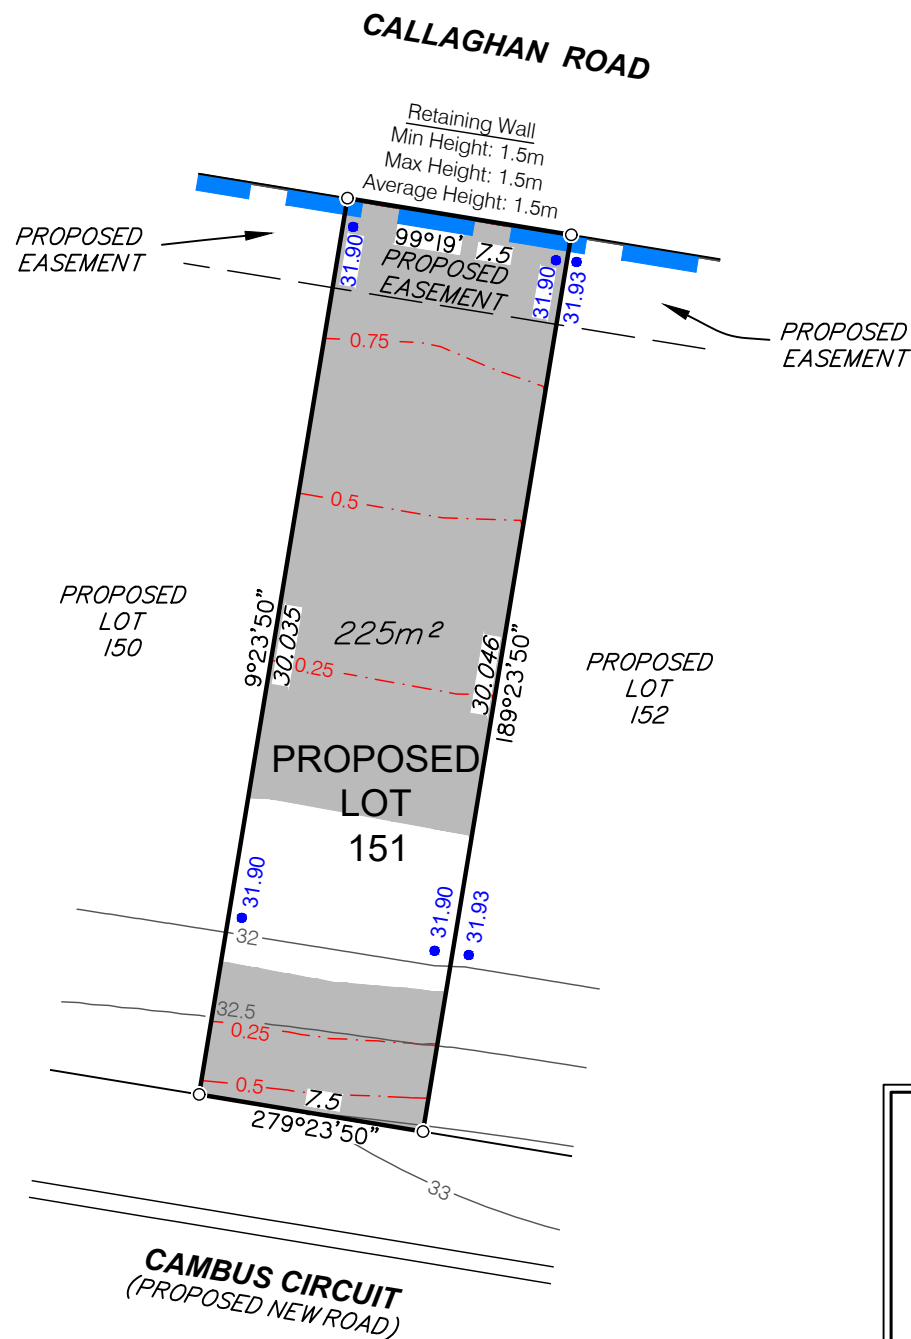 CALLAGHAN ROAD
Retaining Wall
Min Height: 1.5m
Max Height: 1.5m
Average Height: 1.5m
PROPOSED
EASEMENT
31.90
99°19'
7.5
PROPOSED
EASEMENT
31.90
31.93
PROPOSED
EASEMENT
0.75
0.5
PROPOSED
LOT
150
9°23'50"
30.035
225m²
0.25
30.046
189°23'50"
PROPOSED
LOT
152
PROPOSED
LOT
151
31.90
31.90
31.93
32
32.5
0.25
0.5
7.5
279°23'50"
33
CAMBUS CIRCUIT
(PROPOSED NEW ROAD)